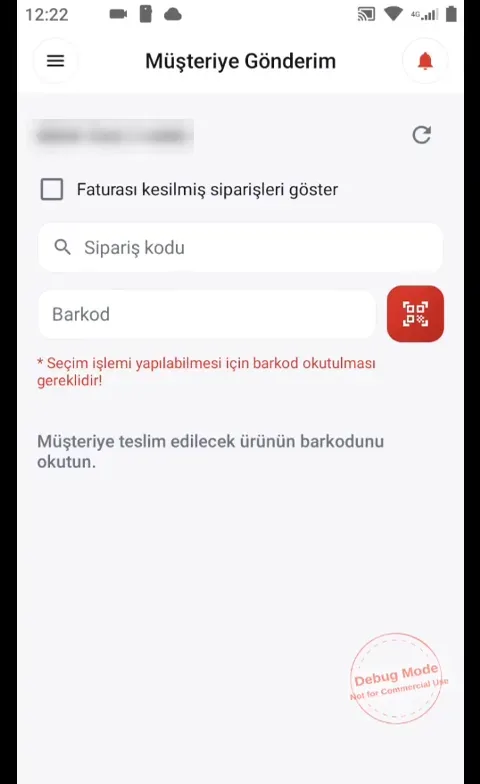 12:22
4G
Müşteriye Gönderim
Faturası kesilmiş siparişleri göster
Sipariş kodu
Barkod
* Seçim işlemi yapılabilmesi için barkod okutulması
gereklidir!
Müşteriye teslim edilecek ürünün barkodunu
okutun.
Debug Mode
Not for Commercial Use